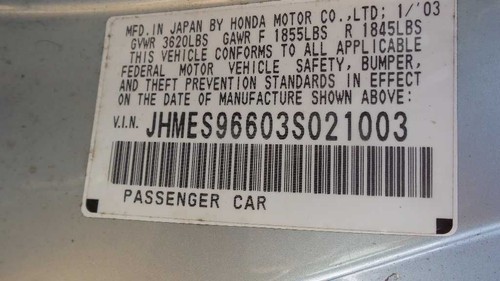 MFD.IN JAPAN BY HONDA MOTOR CO.,LTD; 1/'03
GVWR 3620LBS GAWR F 1855LBS R 1845LBS
THIS VEHICLE CONFORMS TO ALL APPLICABLE
FEDERAL MOTOR VEHICLE SAFETY, BUMPER,
AND THEFT PREVENTION STANDARDS IN EFFECT
ON THE DATE OF MANUFACTURE SHOWN ABOVE:
V.I.N. JHMES96603S021003
PASSENGER CAR